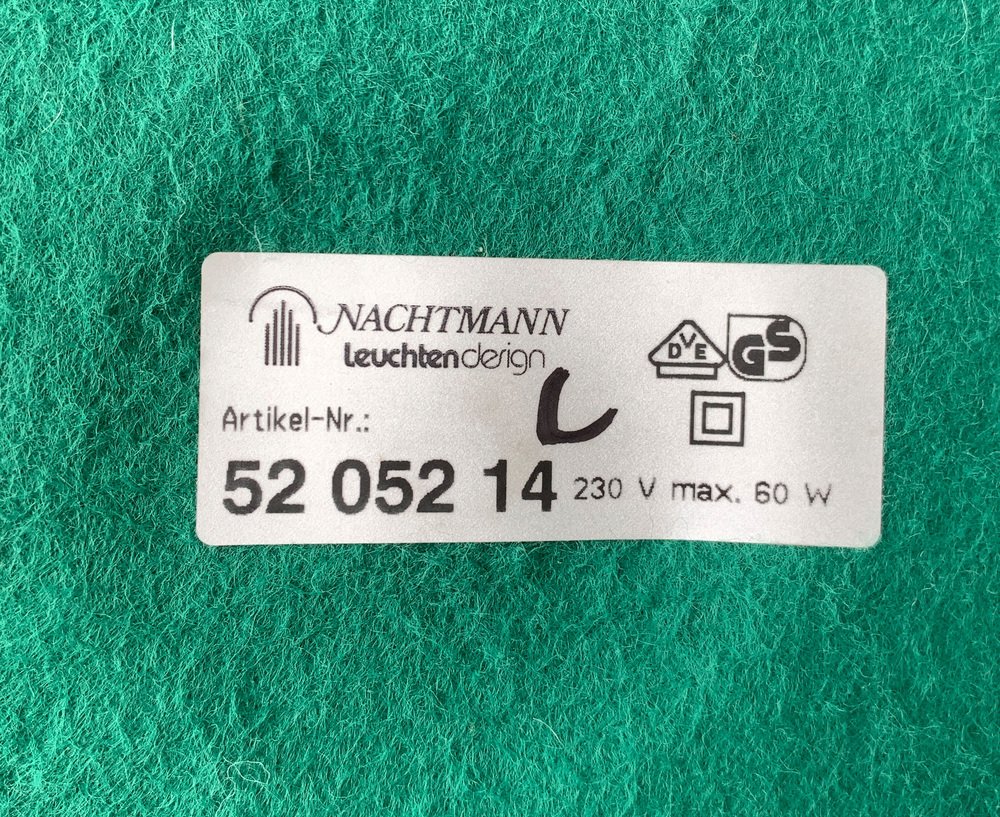 NACHTMANN
Leuchtendesign
DVE
GS
L
Artikel-Nr.:
52 052 14 230 V max. 60 W